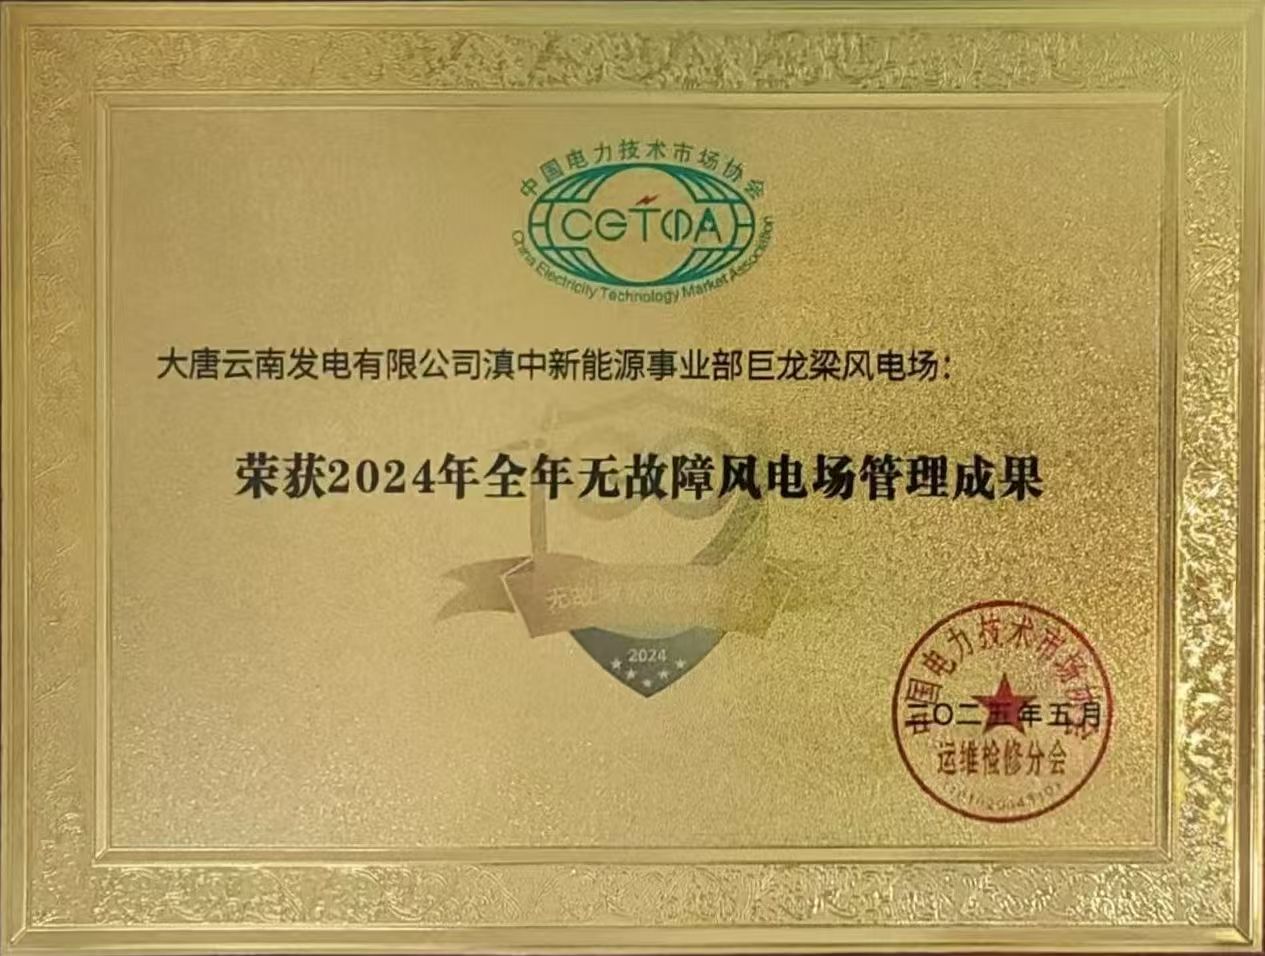 中国电力技术市场协会
CGTMA
China Electricity Technology Market Association
大唐云南发电有限公司滇中新能源事业部巨龙梁风电场：
荣获2024年全年无故障风电场管理成果
2024
中国电力技术市场协会
二〇二五年五月
运维检修分会